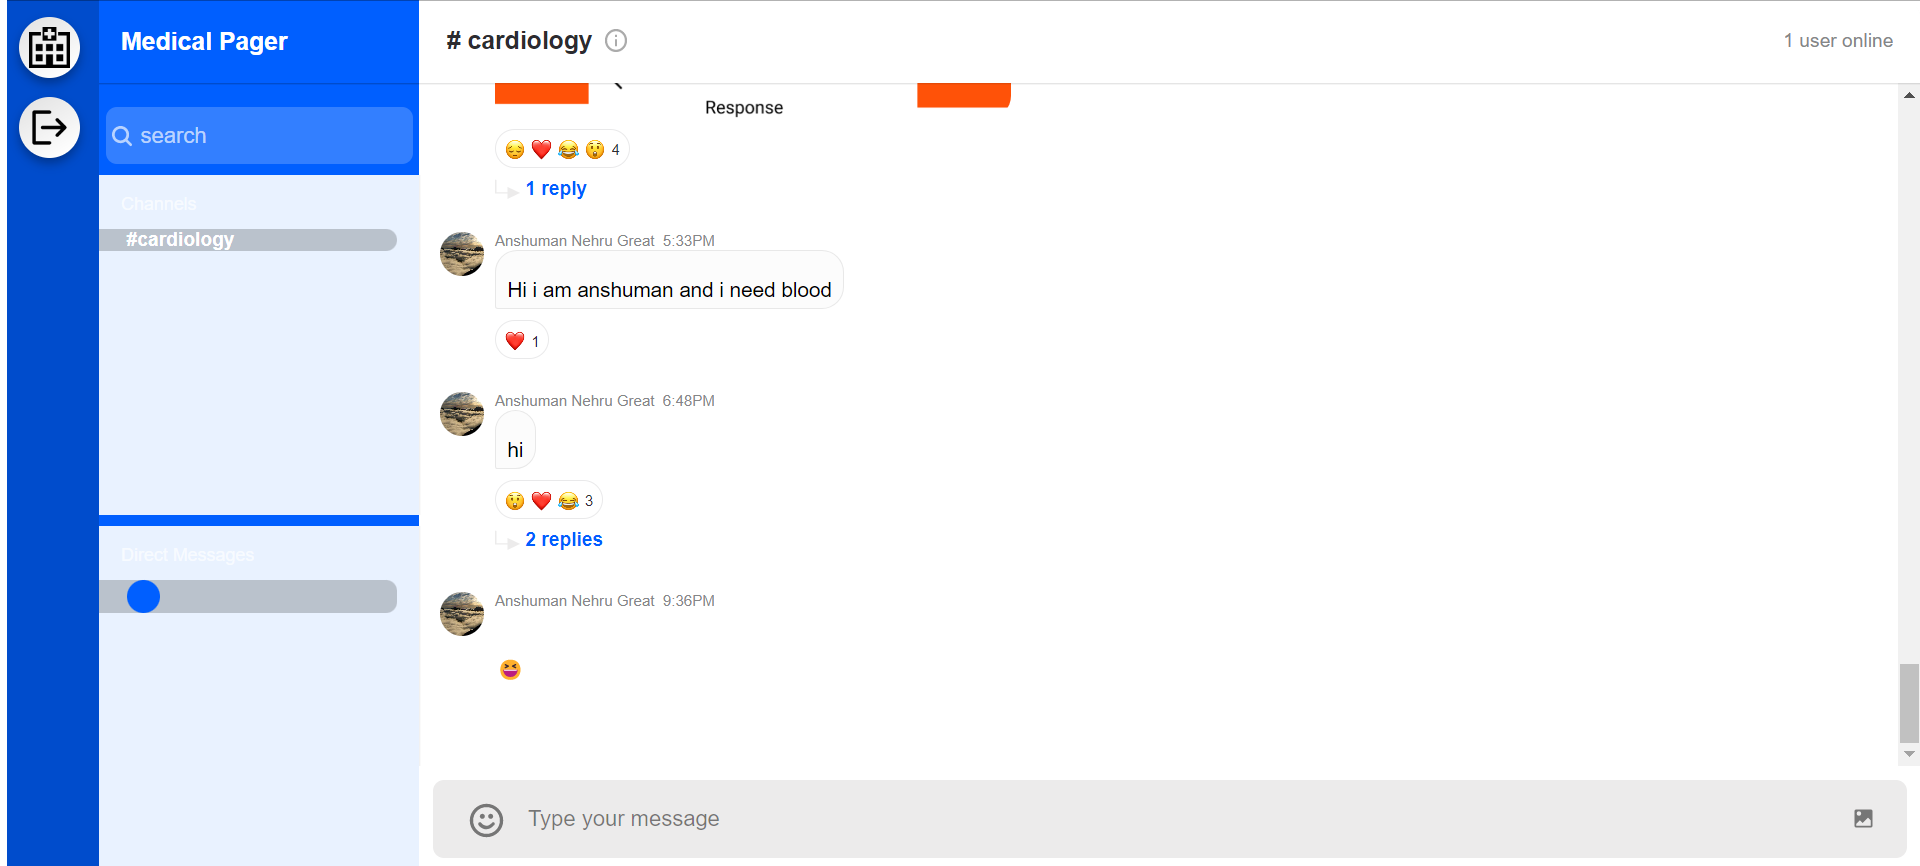 Medical Pager
search
Channels
#cardiology
Direct Messages
# cardiology
1 user online
Response
😔 ❤️ 😂 😲 4
1 reply
Anshuman Nehru Great 5:33PM
Hi i am anshuman and i need blood
❤️ 1
Anshuman Nehru Great 6:48PM
hi
😲 ❤️ 😂 3
2 replies
Anshuman Nehru Great 9:36PM
😆
Type your message